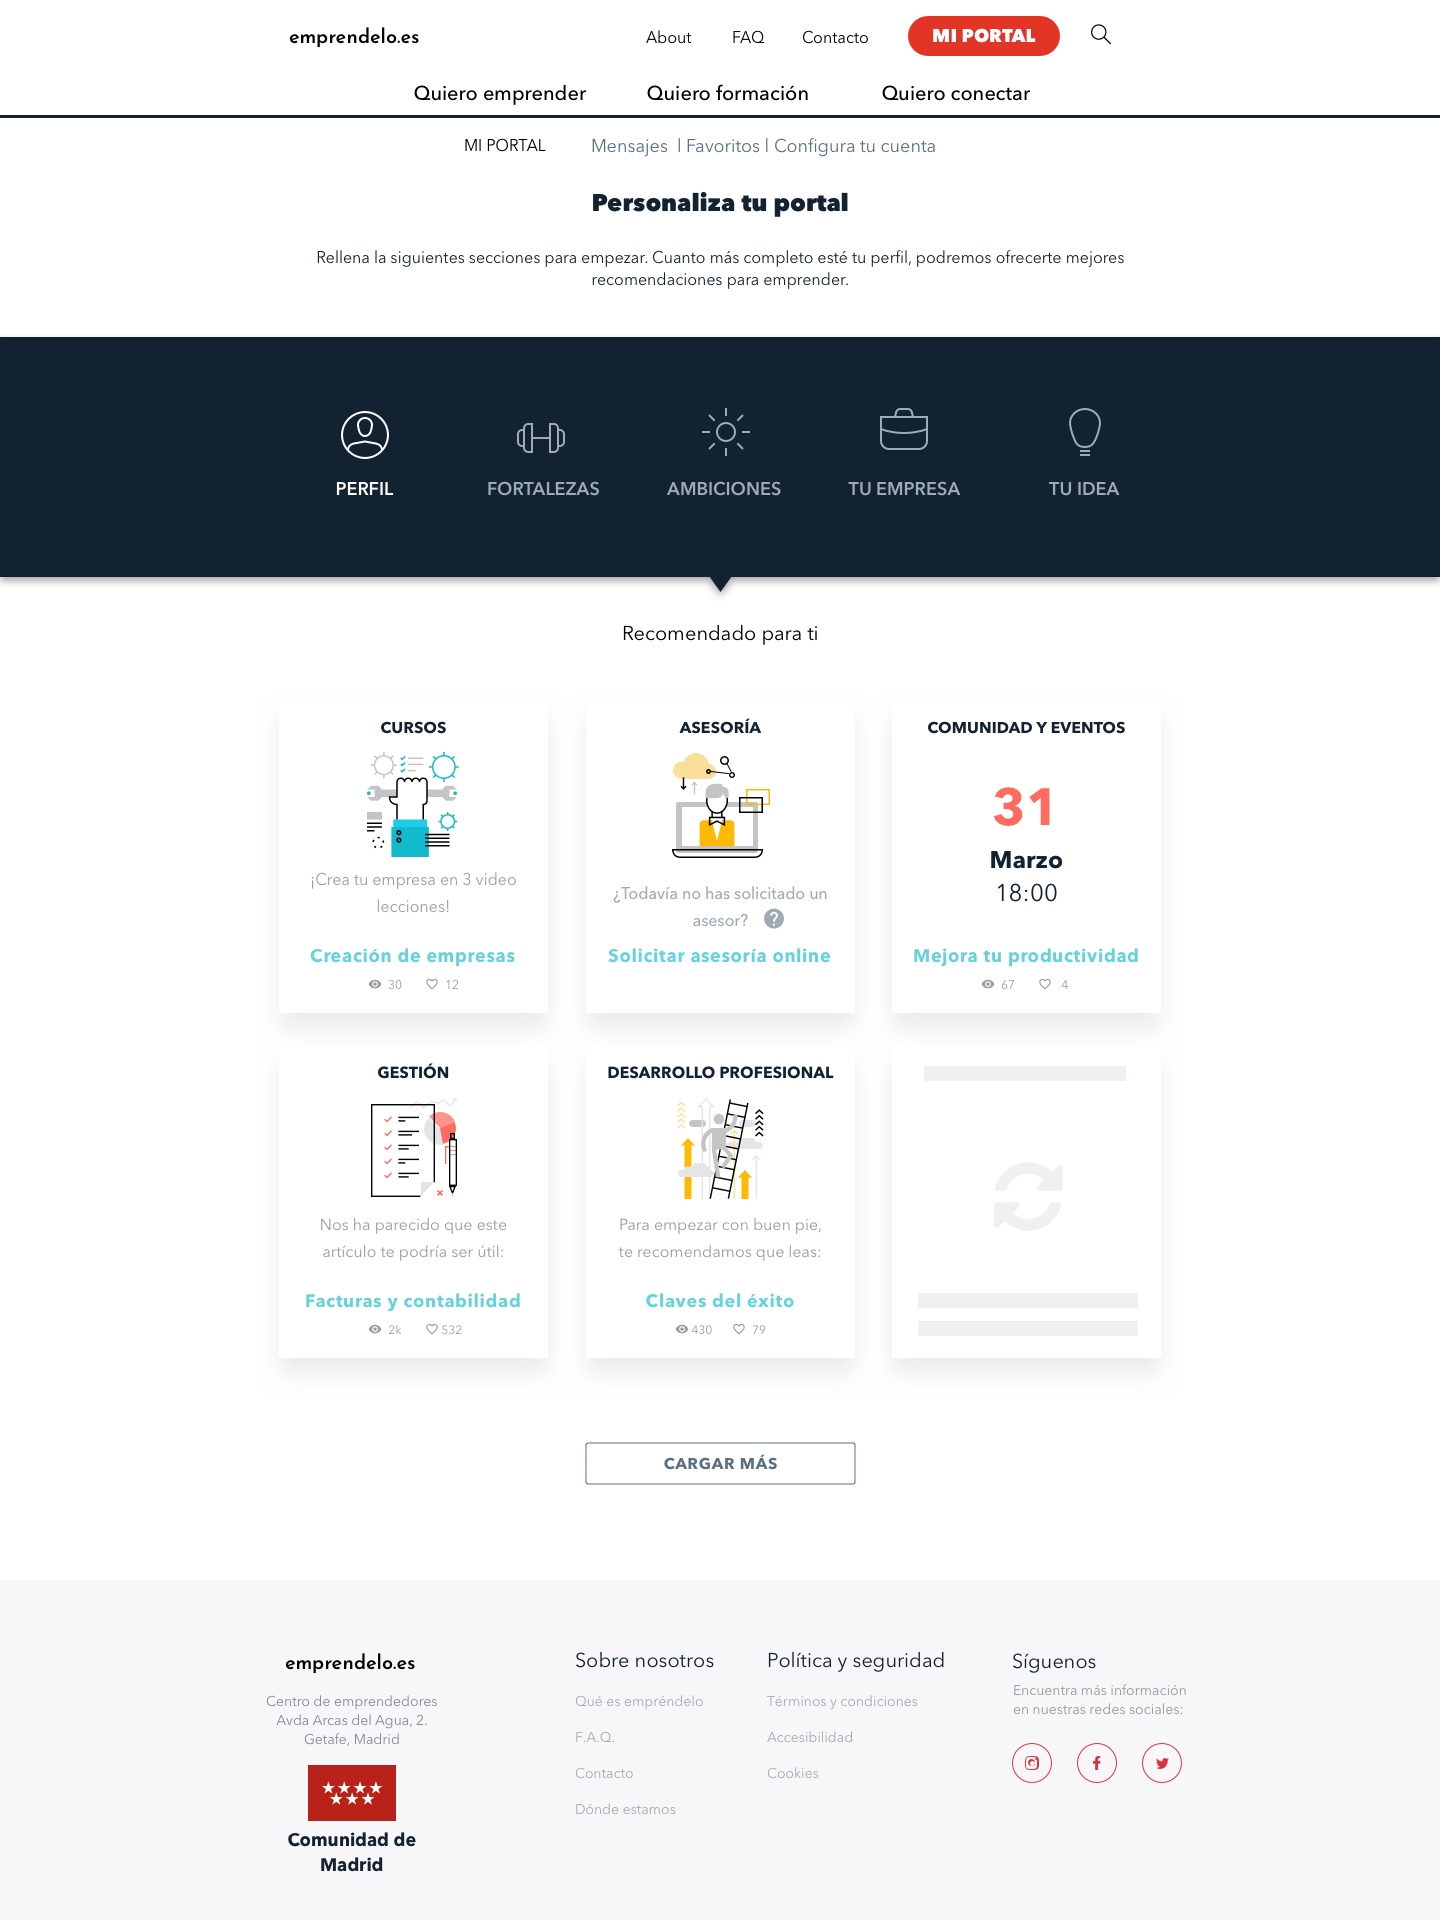 emprendelo.es
About
FAQ
Contacto
MI PORTAL
Quiero emprender
Quiero formación
Quiero conectar
MI PORTAL
Mensajes | Favoritos | Configura tu cuenta
Personaliza tu portal
Rellena la siguientes secciones para empezar. Cuanto más completo esté tu perfil, podremos ofrecerte mejores
recomendaciones para emprender.
PERFIL
FORTALEZAS
AMBICIONES
TU EMPRESA
TU IDEA
Recomendado para ti
CURSOS
¡Crea tu empresa en 3 video
lecciones!
Creación de empresas
30
12
ASESORÍA
¿Todavía no has solicitado un
asesor? ?
Solicitar asesoría online
COMUNIDAD Y EVENTOS
31
Marzo
18:00
Mejora tu productividad
67
4
GESTIÓN
Nos ha parecido que este
artículo te podría ser útil:
Facturas y contabilidad
2k
532
DESARROLLO PROFESIONAL
Para empezar con buen pie,
te recomendamos que leas:
Claves del éxito
430
79
CARGAR MÁS
emprendelo.es
Centro de emprendedores
Avda Arcas del Agua, 2.
Getafe, Madrid
Comunidad de
Madrid
Sobre nosotros
Qué es empréndelo
F.A.Q.
Contacto
Dónde estamos
Política y seguridad
Términos y condiciones
Accesibilidad
Cookies
Síguenos
Encuentra más información
en nuestras redes sociales: